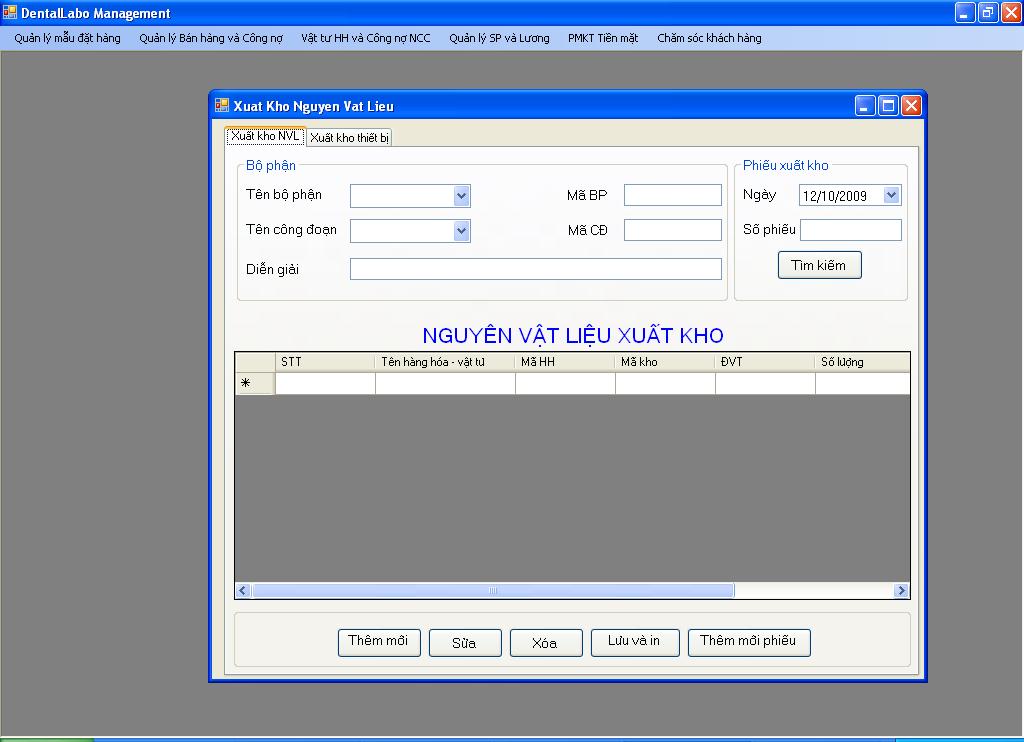 DentalLabo Management
Quản lý mẫu đặt hàng Quản lý Bán hàng và Công nợ Vật tư HH và Công nợ NCC Quản lý SP và Lương PMKT Tiền mặt Chăm sóc khách hàng
Xuat Kho Nguyen Vat Lieu
Xuất kho NVL Xuất kho thiết bị
Bộ phận Phiếu xuất kho
Tên bộ phận Mã BP Ngày 12/10/2009
Tên công đoạn Mã CĐ Số phiếu
Diễn giải Tìm kiếm
NGUYÊN VẬT LIỆU XUẤT KHO
STT Tên hàng hóa - vật tư Mã HH Mã kho ĐVT Số lượng
*
Thêm mới Sửa Xóa Lưu và in Thêm mới phiếu